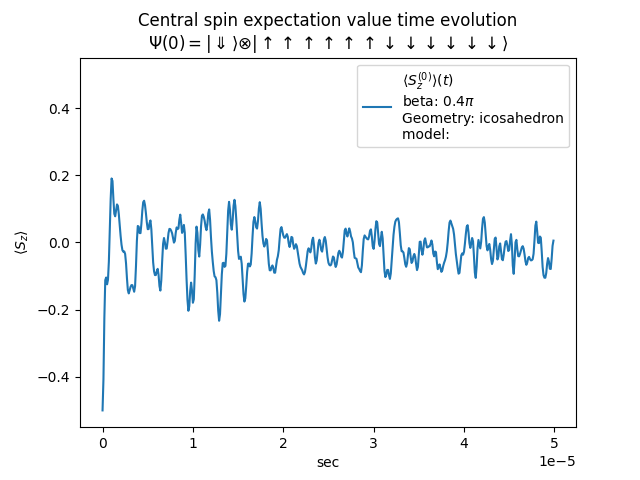 Central spin expectation value time evolution
Ψ(0) = | ⇓ ⟩⊗| ↑ ↑ ↑ ↑ ↑ ↑ ↓ ↓ ↓ ↓ ↓ ↓ ⟩
⟨S_z^{(0)}⟩(t)
beta: 0.4π
Geometry: icosahedron
model:
0.4
0.2
0.0
−0.2
−0.4
⟨S_z⟩
0 1 2 3 4 5
sec
1e−5